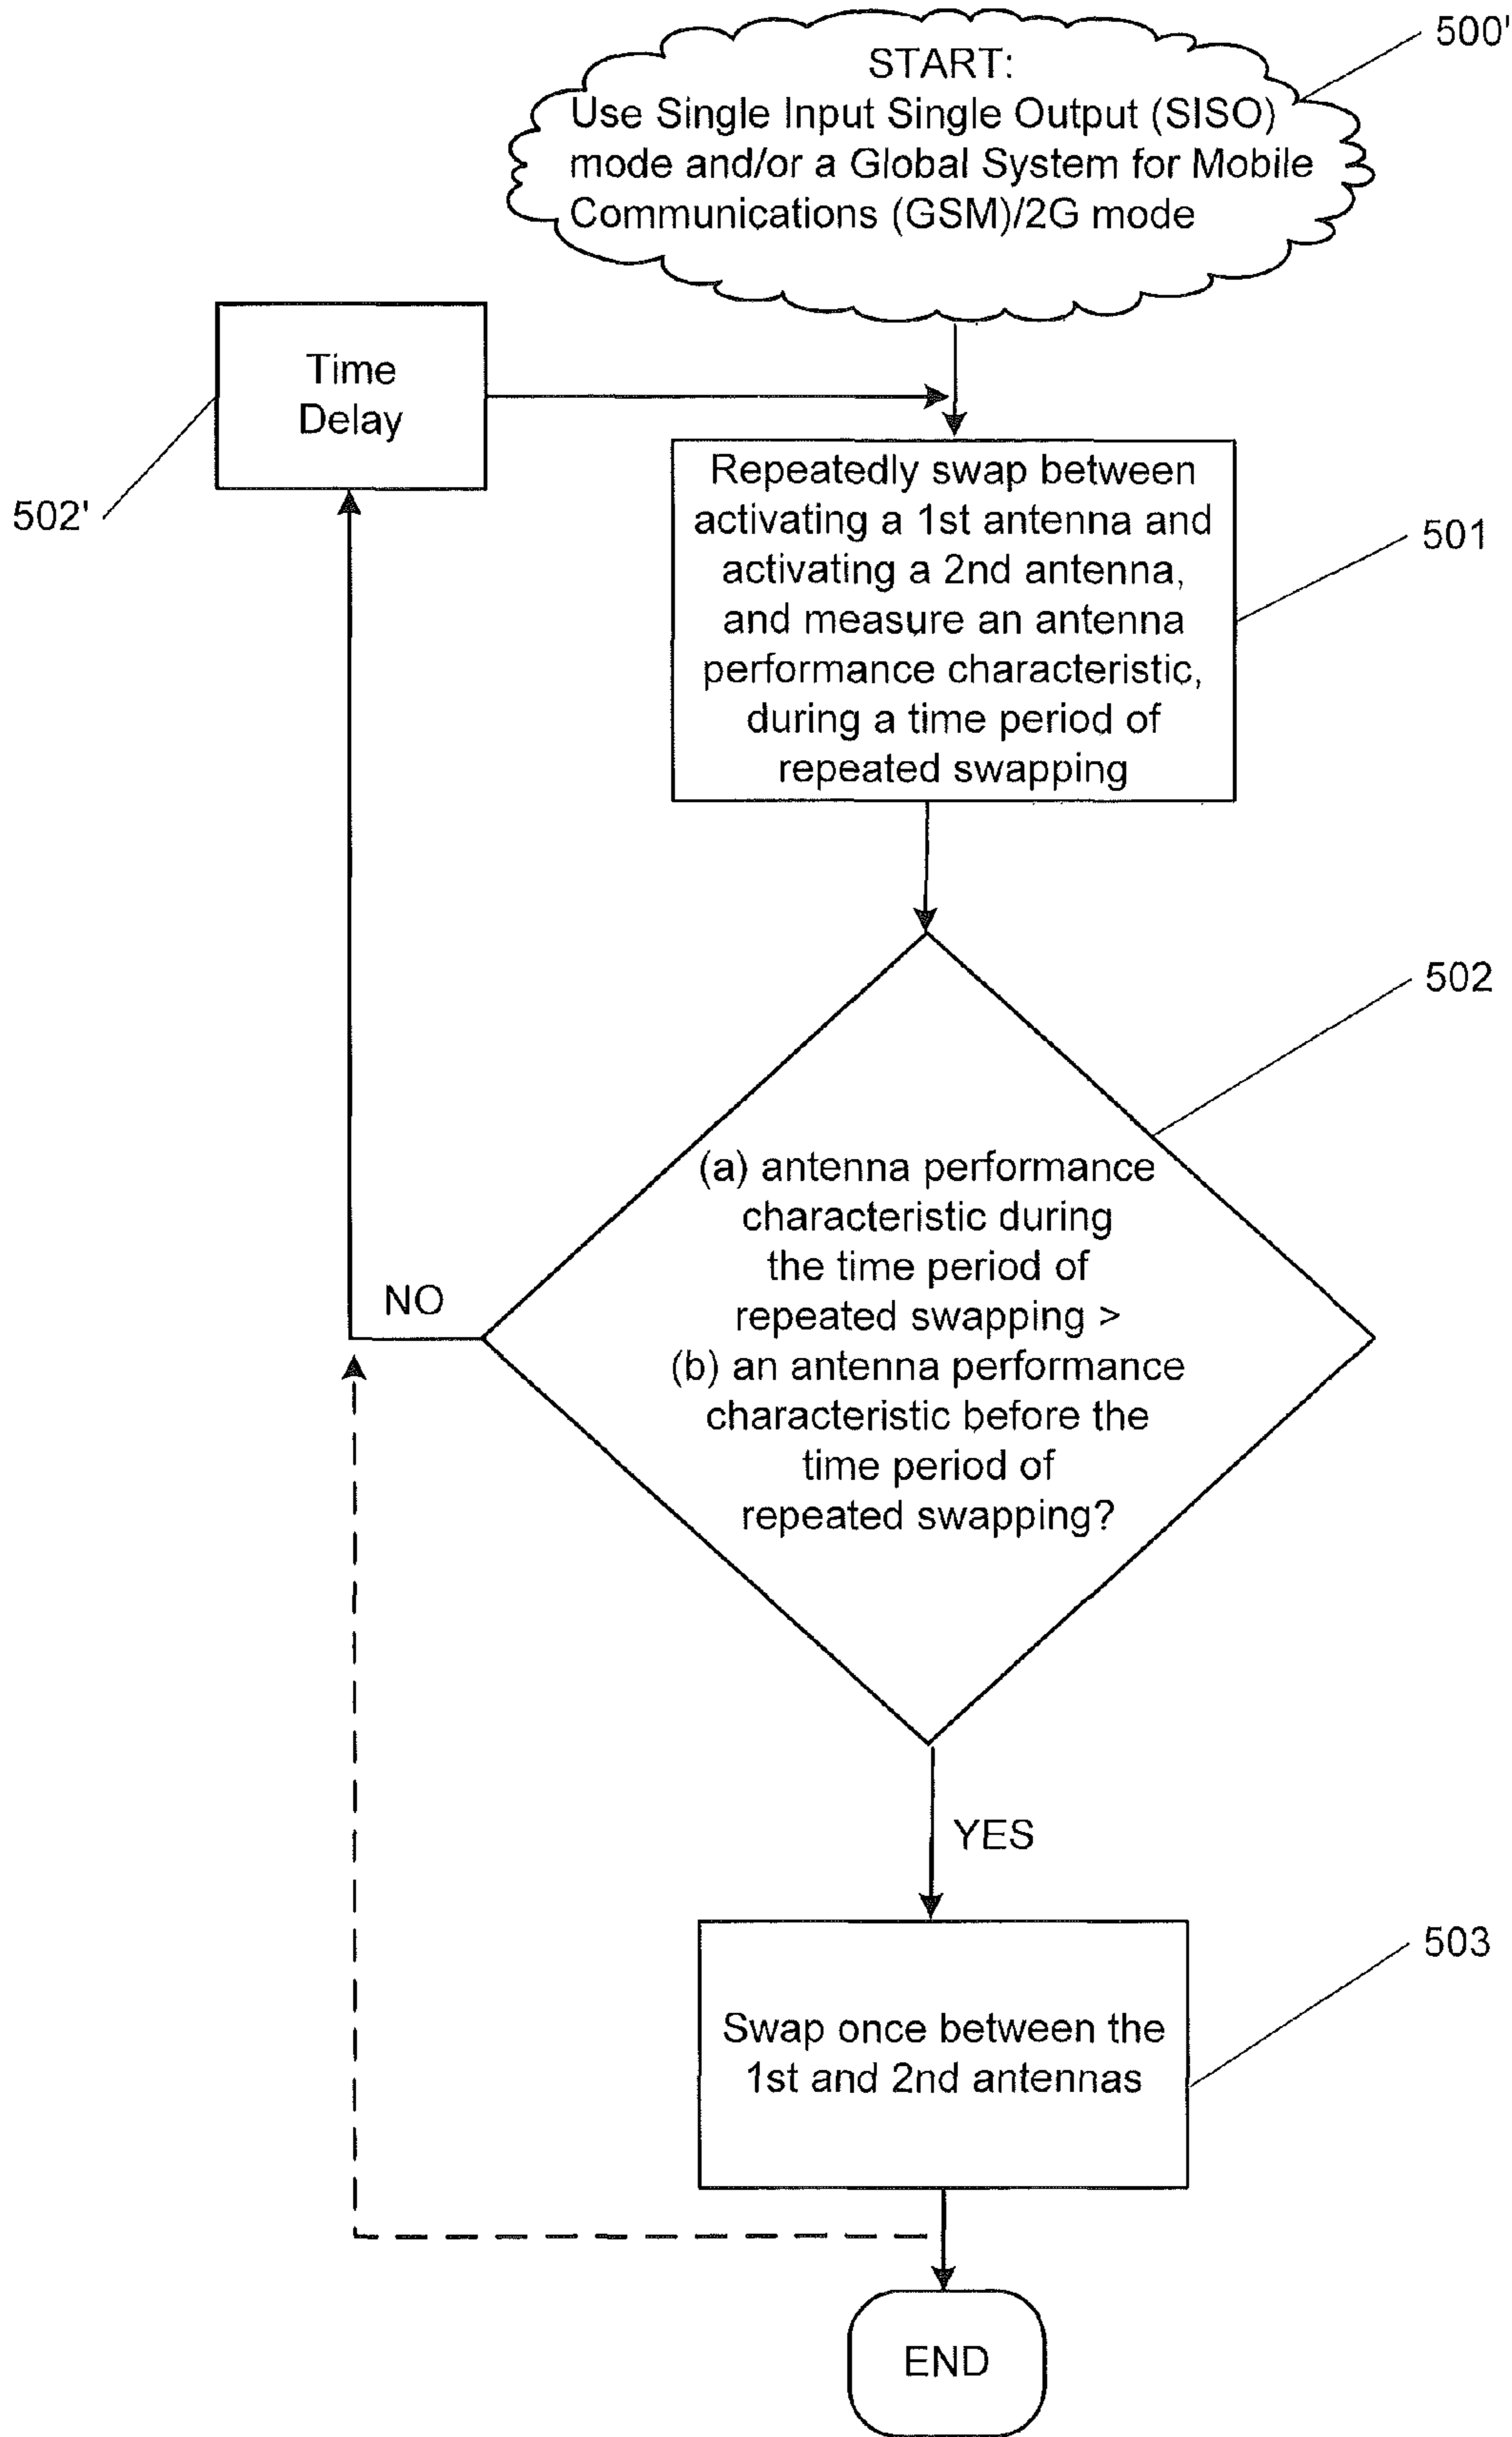 500'
START:
Use Single Input Single Output (SISO)
mode and/or a Global System for Mobile
Communications (GSM)/2G mode
Time
Delay
502'
Repeatedly swap between
activating a 1st antenna and
activating a 2nd antenna,
and measure an antenna
performance characteristic,
during a time period of
repeated swapping
501
502
(a) antenna performance
characteristic during
the time period of
repeated swapping >
(b) an antenna performance
characteristic before the
time period of
repeated swapping?
NO
YES
503
Swap once between the
1st and 2nd antennas
END